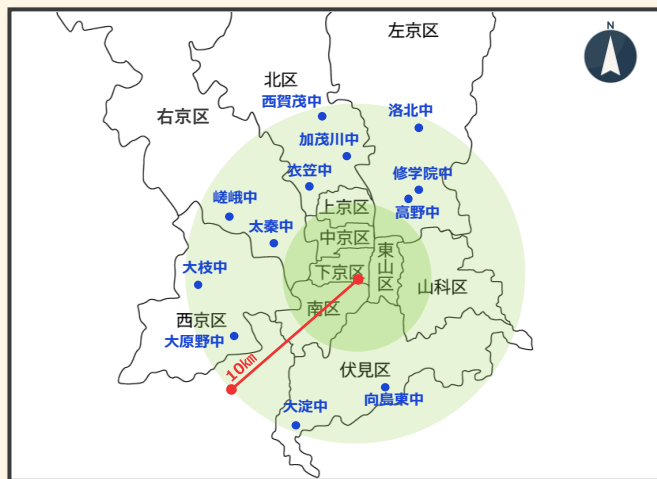 左京区
北区
西賀茂中
洛北中
右京区
加茂川中
衣笠中
修学院中
嵯峨中
上京区
高野中
太秦中
中京区
東山区
大枝中
下京区
山科区
南区
西京区
大原野中
10㎞
伏見区
大淀中
向島東中
N